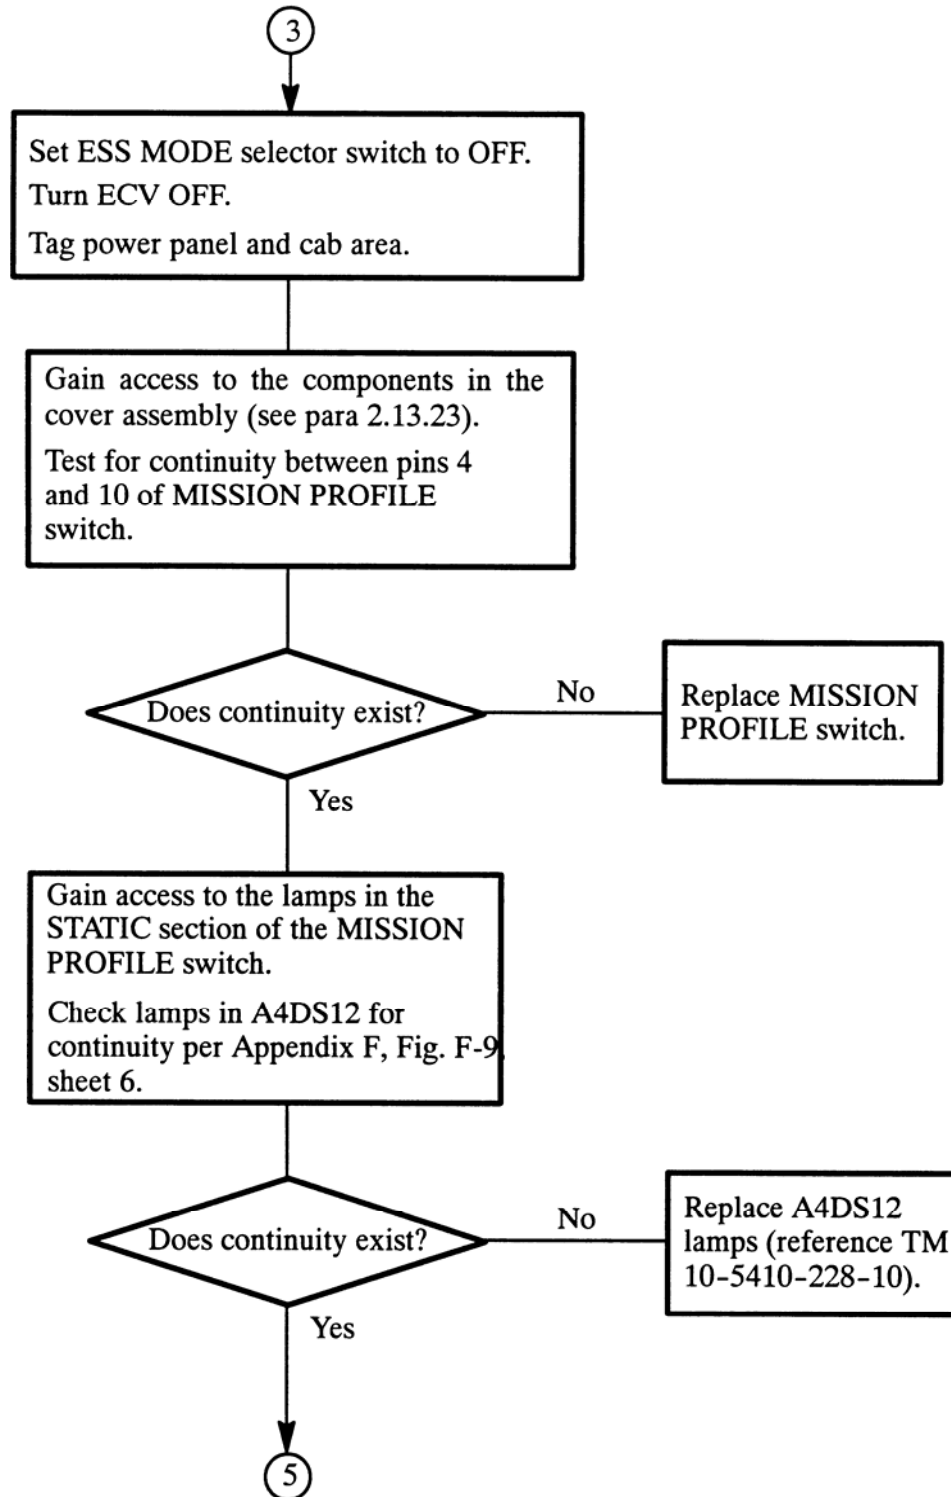 3
Set ESS MODE selector switch to OFF.
Turn ECV OFF.
Tag power panel and cab area.
Gain access to the components in the
cover assembly (see para 2.13.23).
Test for continuity between pins 4
and 10 of MISSION PROFILE
switch.
Does continuity exist?
No
Replace MISSION
PROFILE switch.
Yes
Gain access to the lamps in the
STATIC section of the MISSION
PROFILE switch.
Check lamps in A4DS12 for
continuity per Appendix F, Fig. F-9,
sheet 6.
Does continuity exist?
No
Replace A4DS12
lamps (reference TM
10-5410-228-10).
Yes
5